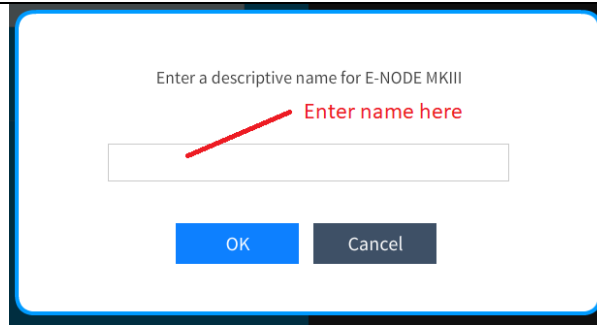 Enter a descriptive name for E-NODE MKIII
Enter name here
OK
Cancel